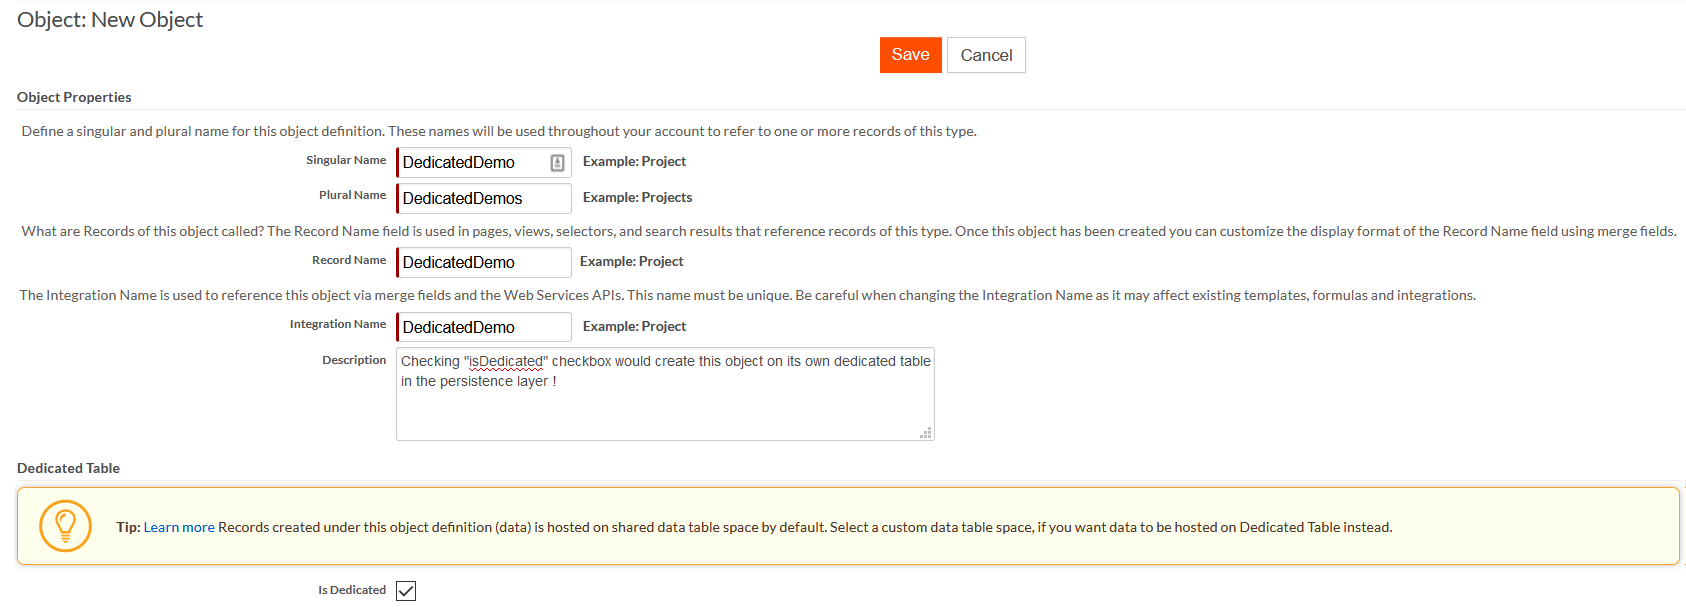 Object: New Object
Save Cancel
Object Properties
Define a singular and plural name for this object definition. These names will be used throughout your account to refer to one or more records of this type.
Singular Name DedicatedDemo Example: Project
Plural Name DedicatedDemos Example: Projects
What are Records of this object called? The Record Name field is used in pages, views, selectors, and search results that reference records of this type. Once this object has been created you can customize the display format of the Record Name field using merge fields.
Record Name DedicatedDemo Example: Project
The Integration Name is used to reference this object via merge fields and the Web Services APIs. This name must be unique. Be careful when changing the Integration Name as it may affect existing templates, formulas and integrations.
Integration Name DedicatedDemo Example: Project
Description Checking "isDedicated" checkbox would create this object on its own dedicated table
in the persistence layer !
Dedicated Table
Tip: Learn more Records created under this object definition (data) is hosted on shared data table space by default. Select a custom data table space, if you want data to be hosted on Dedicated Table instead.
Is Dedicated